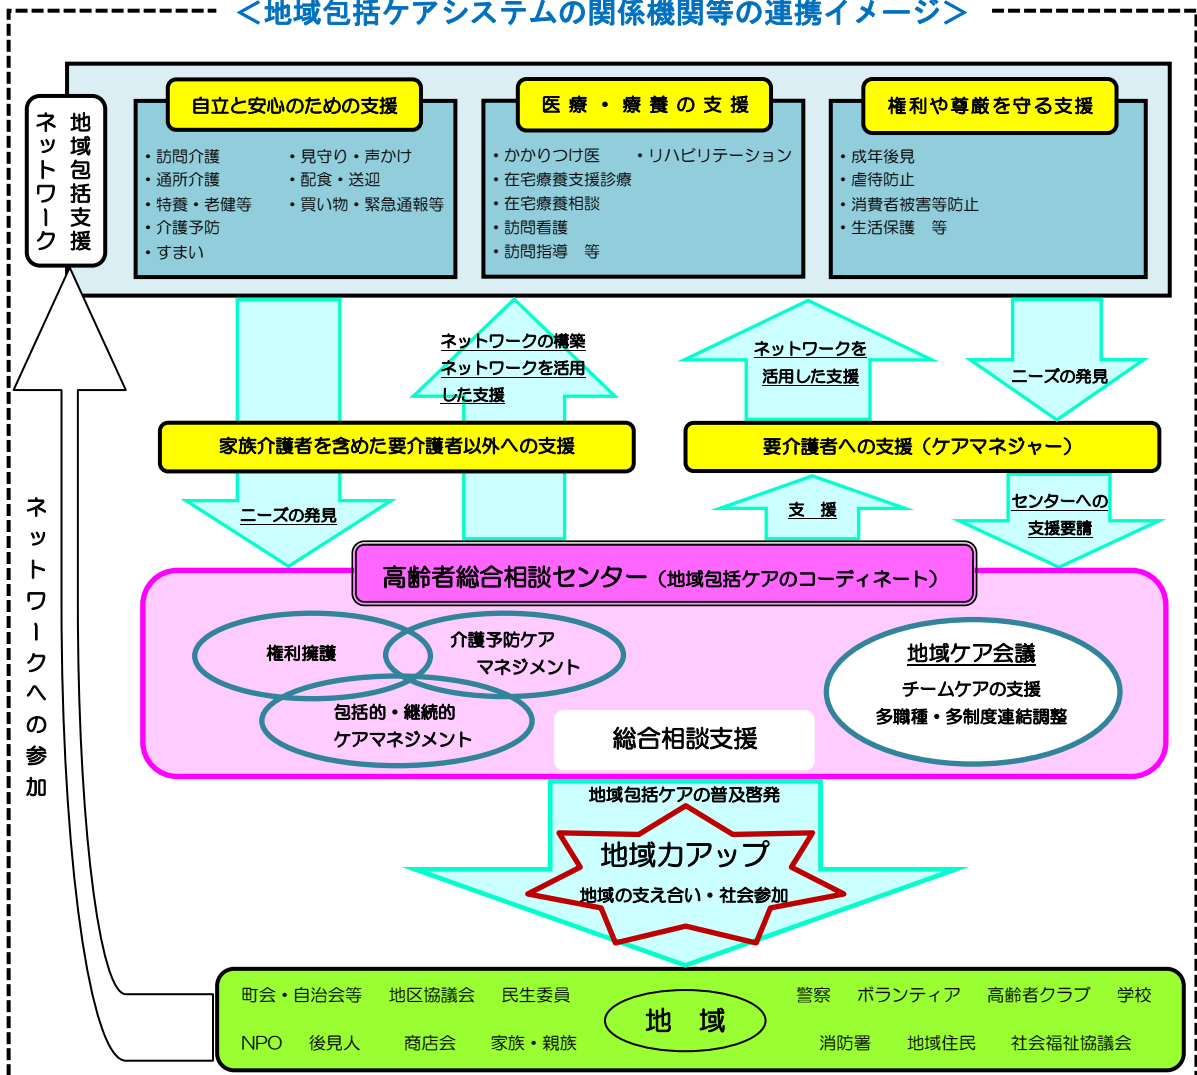 ＜地域包括ケアシステムの関係機関等の連携イメージ＞
地域包括支援
ネットワーク
自立と安心のための支援
・訪問介護
・通所介護
・特養・老健等
・介護予防
・すまい
・見守り・声かけ
・配食・送迎
・買い物・緊急通報等
医療・療養の支援
・かかりつけ医
・在宅療養支援診療
・在宅療養相談
・訪問看護
・訪問指導　等
・リハビリテーション
権利や尊厳を守る支援
・成年後見
・虐待防止
・消費者被害等防止
・生活保護　等
ネットワークの構築
ネットワークを活用
した支援
ネットワークを
活用した支援
ニーズの発見
家族介護者を含めた要介護者以外への支援
要介護者への支援（ケアマネジャー）
ニーズの発見
支　援
センターへの
支援要請
ネットワークへの参加
高齢者総合相談センター（地域包括ケアのコーディネート）
権利擁護
介護予防ケア
マネジメント
包括的・継続的
ケアマネジメント
総合相談支援
地域ケア会議
チームケアの支援
多職種・多制度連結調整
地域包括ケアの普及啓発
地域力アップ
地域の支え合い・社会参加
町会・自治会等　地区協議会　民生委員
NPO　後見人　商店会　家族・親族
地　域
警察　ボランティア　高齢者クラブ　学校
消防署　地域住民　社会福祉協議会